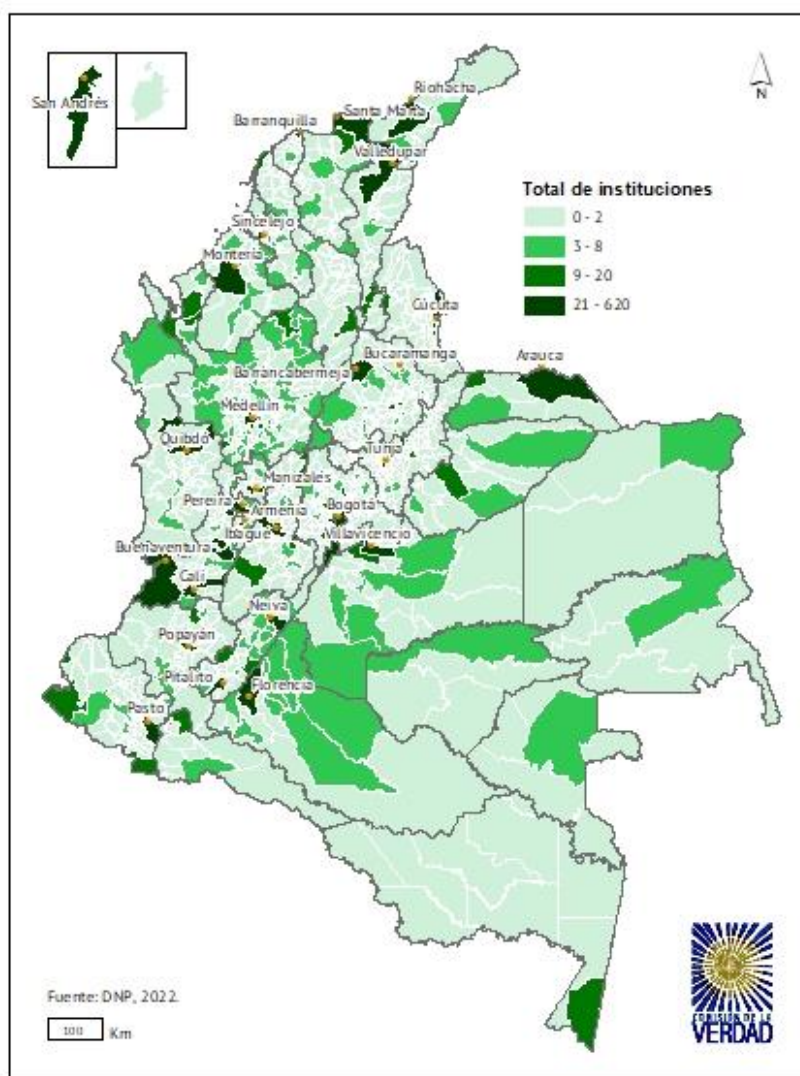 San Andrés
Riohacha
N
Santa Marta
Barranquilla
Valledupar
Total de instituciones
0 - 2
3 - 8
9 - 20
21 - 620
Sincelejo
Montería
Cúcuta
Bucaramanga
Arauca
Barrancabermeja
Medellín
Quibdó
Tunja
Manizales
Pereira
Armenia
Bogotá
Ibagué
Villavicencio
Buenaventura
Cali
Neiva
Popayán
Pitalito
Florencia
Pasto
Fuente: DNP, 2022.
100 Km
COMISIÓN DE LA
VERDAD